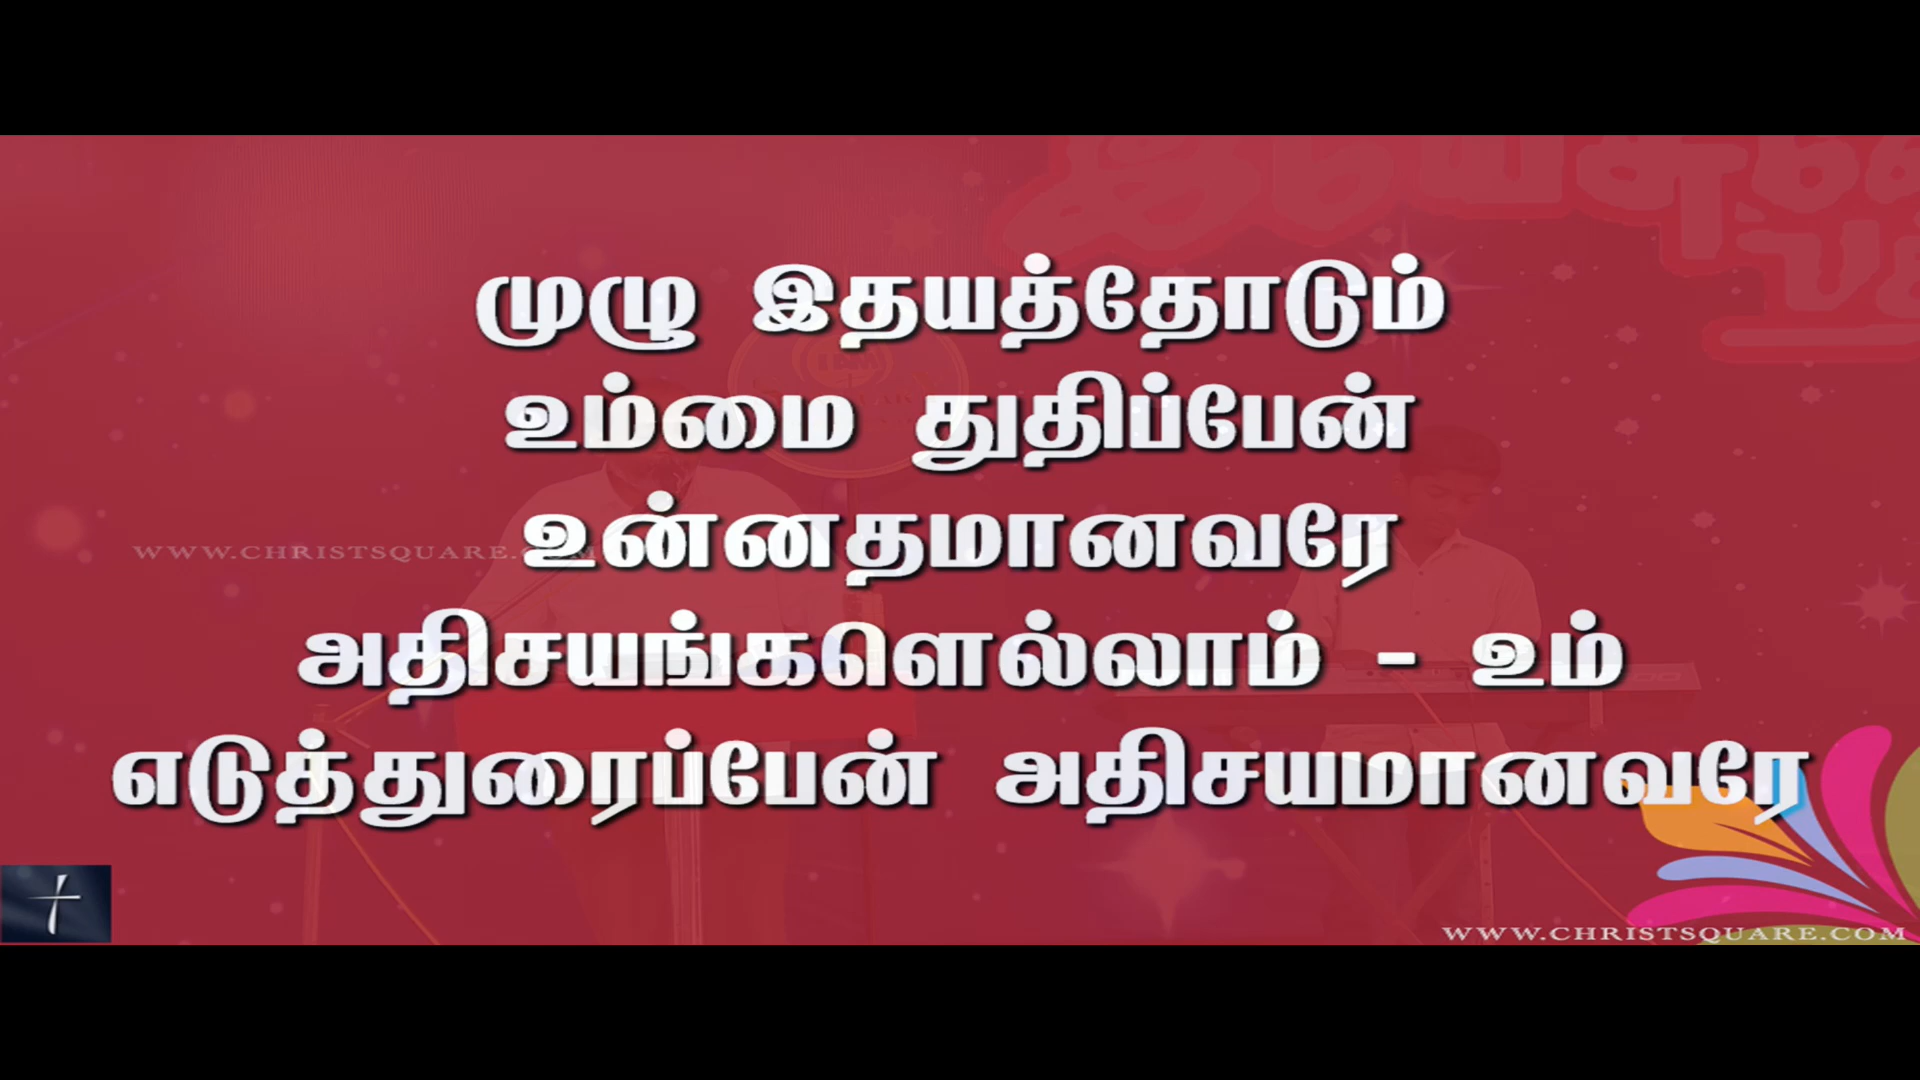 முழு இதயத்தோடும்
உம்மை துதிப்பேன்
உன்னதமானவரே
WWW.CHRISTSQUARE.COM
அதிசயங்களெல்லாம் - உம்
எடுத்துரைப்பேன் அதிசயமானவரே
WWW.CHRISTSQUARE.COM